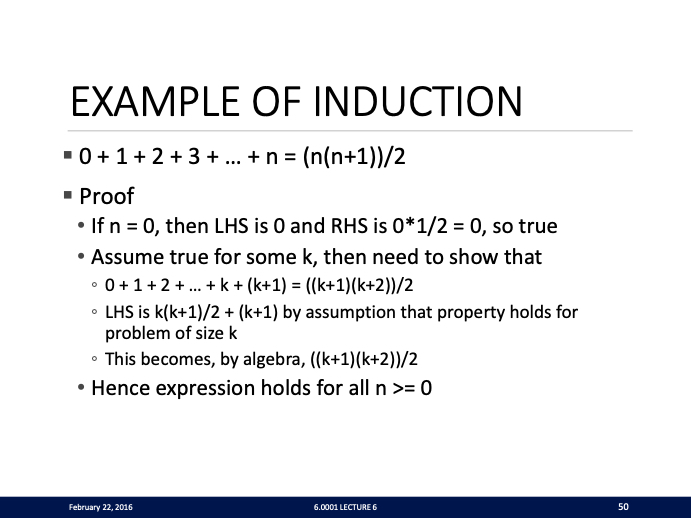 EXAMPLE OF INDUCTION
▪ 0 + 1 + 2 + 3 + … + n = (n(n+1))/2
▪ Proof
• If n = 0, then LHS is 0 and RHS is 0*1/2 = 0, so true
• Assume true for some k, then need to show that
◦ 0 + 1 + 2 + … + k + (k+1) = ((k+1)(k+2))/2
◦ LHS is k(k+1)/2 + (k+1) by assumption that property holds for
problem of size k
◦ This becomes, by algebra, ((k+1)(k+2))/2
• Hence expression holds for all n >= 0
February 22, 2016 6.0001 LECTURE 6 50